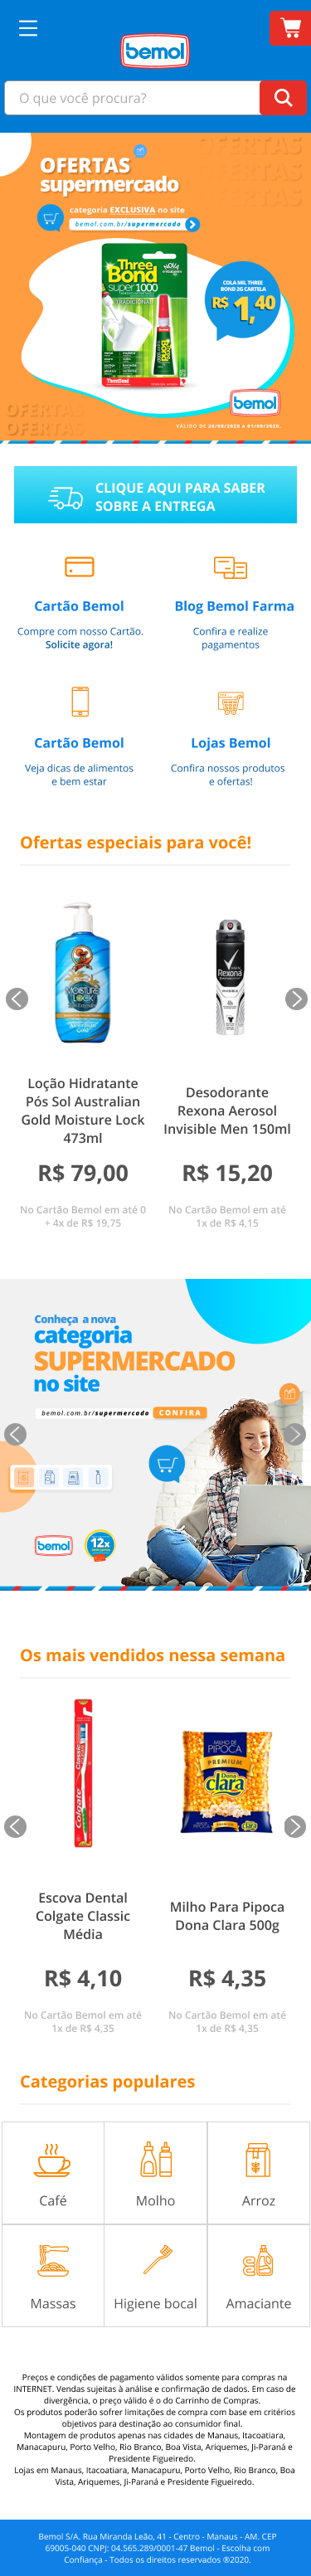 bemol
O que você procura?
OFERTAS
supermercado
categoria EXCLUSIVA no site
bemol.com.br/supermercado
Three
Bond
super 1000
TRADICIONAL
NOVA
COLA MIL THREE
BOND 2G CARTELA
R$ 1,40
bemol
OFERTAS
OFERTAS
CLIQUE AQUI PARA SABER
SOBRE A ENTREGA
Cartão Bemol
Compre com nosso Cartão.
Solicite agora!
Blog Bemol Farma
Confira e realize
pagamentos
Cartão Bemol
Veja dicas de alimentos
e bem estar
Lojas Bemol
Confira nossos produtos
e ofertas!
Ofertas especiais para você!
MOISTURE
LOCK
Rexona
Loção Hidratante
Pós Sol Australian
Gold Moisture Lock
473ml
R$ 79,00
No Cartão Bemol em até 0
+ 4x de R$ 19,75
Desodorante
Rexona Aerosol
Invisible Men 150ml
R$ 15,20
No Cartão Bemol em até
1x de R$ 4,15
Conheça a nova
categoria
SUPERMERCADO
no site
bemol.com.br/supermercado CONFIRA
bemol
12x
Os mais vendidos nessa semana
Colgate Classic
MILHO DE
PIPOCA
PREMIUM
Dona
clara
Escova Dental
Colgate Classic
Média
R$ 4,10
No Cartão Bemol em até
1x de R$ 4,35
Milho Para Pipoca
Dona Clara 500g
R$ 4,35
No Cartão Bemol em até
1x de R$ 4,35
Categorias populares
Café
Molho
Arroz
Massas
Higiene bocal
Amaciante
Preços e condições de pagamento válidos somente para compras na
INTERNET. Vendas sujeitas à análise e confirmação de dados. Em caso de
divergência, o preço válido é o do Carrinho de Compras.
Os produtos poderão sofrer limitações de compra com base em critérios
objetivos para destinação ao consumidor final.
Montagem de produtos apenas nas cidades de Manaus, Itacoatiara,
Manacapuru, Porto Velho, Rio Branco, Boa Vista, Ariquemes, Ji-Paraná e
Presidente Figueiredo.
Lojas em Manaus, Itacoatiara, Manacapuru, Porto Velho, Rio Branco, Boa
Vista, Ariquemes, Ji-Paraná e Presidente Figueiredo.
Bemol S/A. Rua Miranda Leão, 41 - Centro - Manaus - AM. CEP
69005-040 CNPJ: 04.565.289/0001-47 Bemol - Escolha com
Confiança - Todos os direitos reservados ®2020.